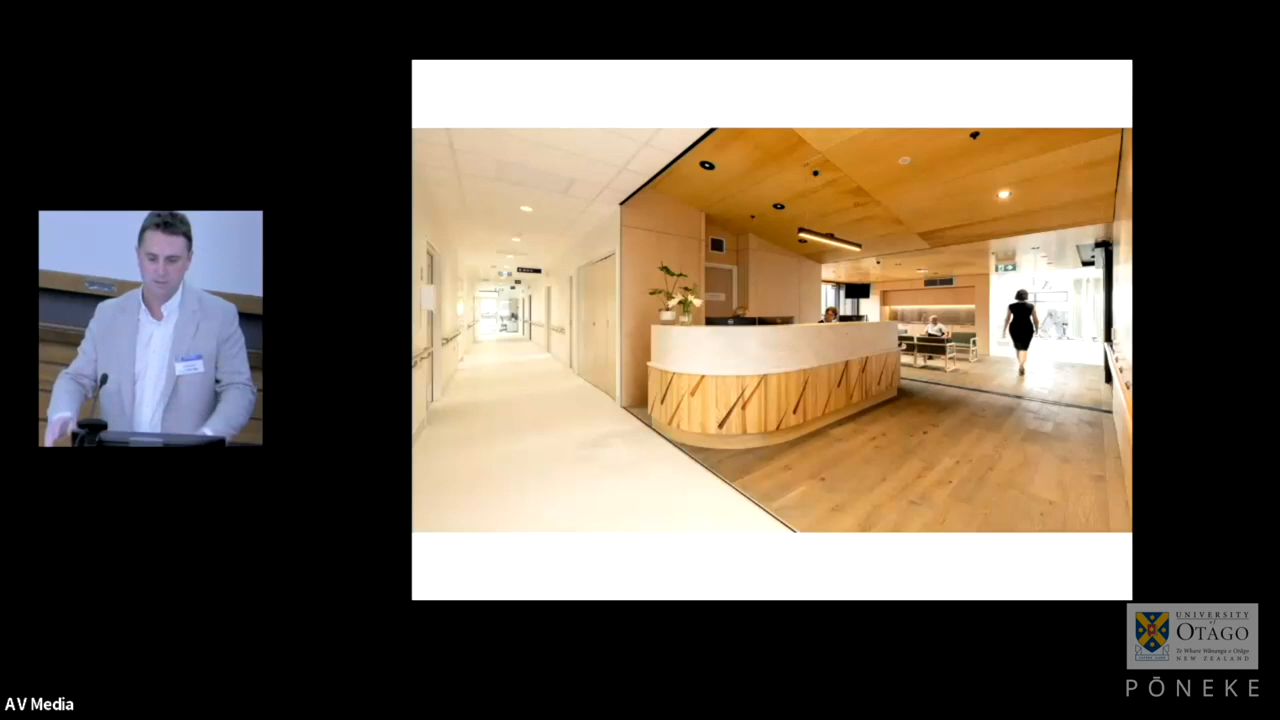 UNIVERSITY
of
OTAGO
Te Whare Wānanga o Otāgo
NEW ZEALAND
PŌNEKE
AV Media